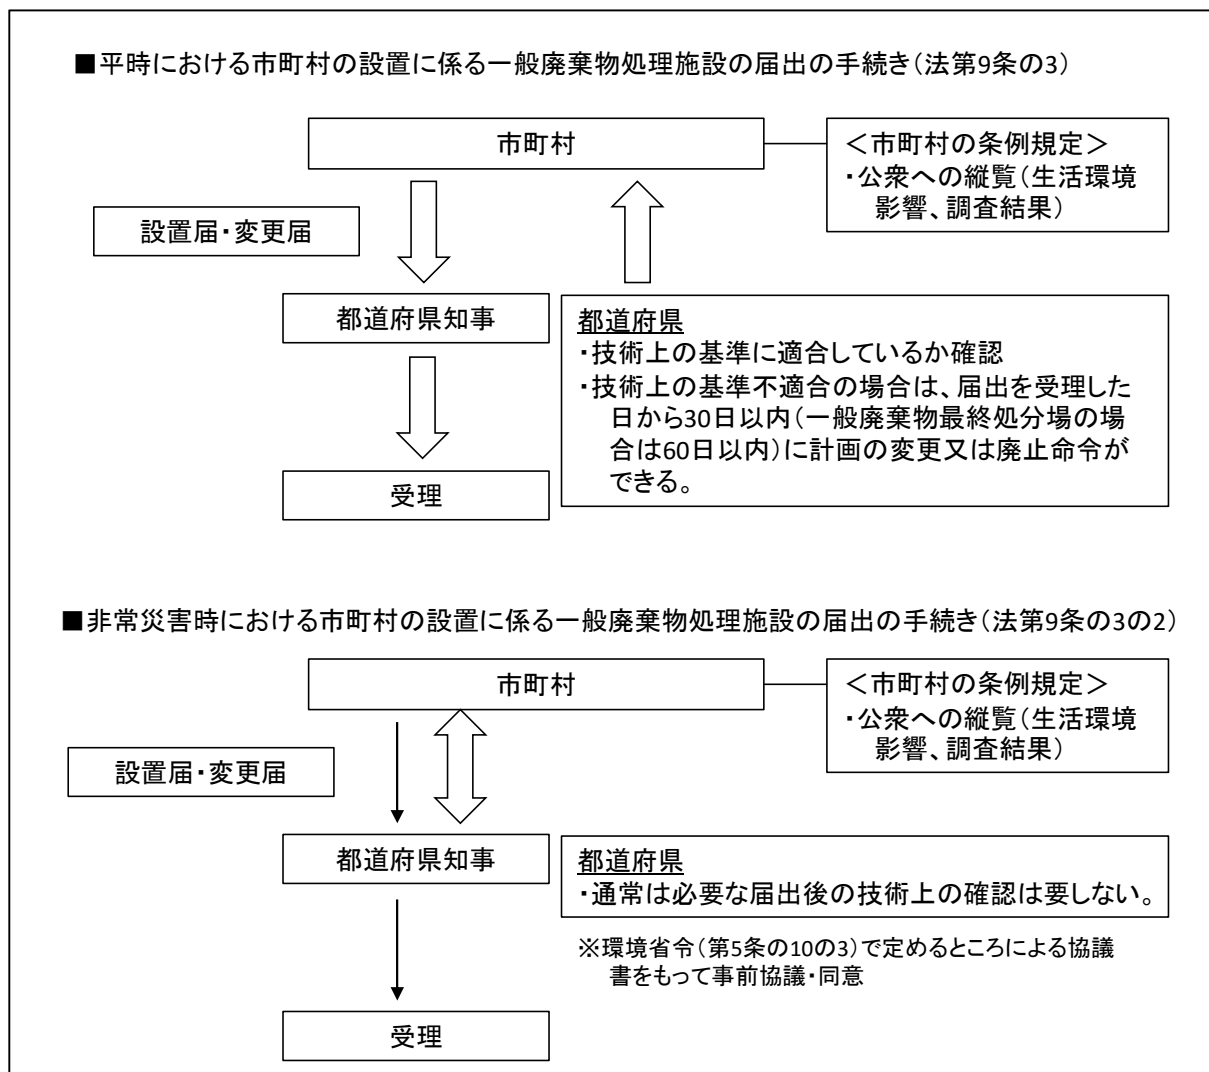 ■平時における市町村の設置に係る一般廃棄物処理施設の届出の手続き(法第9条の3)
市町村
<市町村の条例規定>
・公衆への縦覧(生活環境
影響、調査結果)
設置届・変更届
都道府県知事
都道府県
・技術上の基準に適合しているか確認
・技術上の基準不適合の場合は、届出を受理した
日から30日以内(一般廃棄物最終処分場の場
合は60日以内)に計画の変更又は廃止命令が
できる。
受理
■非常災害時における市町村の設置に係る一般廃棄物処理施設の届出の手続き(法第9条の3の2)
市町村
<市町村の条例規定>
・公衆への縦覧(生活環境
影響、調査結果)
設置届・変更届
都道府県知事
都道府県
・通常は必要な届出後の技術上の確認は要しない。
※環境省令(第5条の10の3)で定めるところによる協議
書をもって事前協議・同意
受理